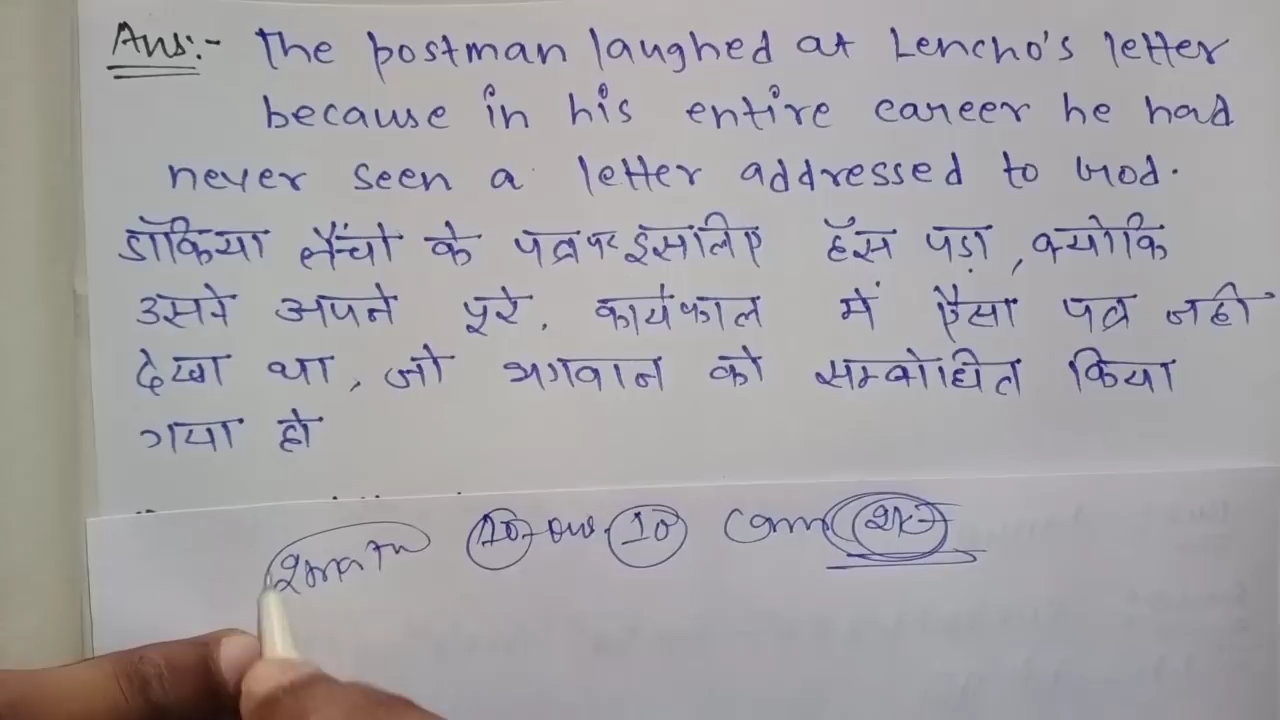 Ans:- The postman laughed at Lencho's letter
because in his entire career he had
never seen a letter addressed to God.
डॉकिया लैंचो के पत्र पर इसलिए हँस पड़ा, क्योकि
उसने अपने पूरे. कार्यकाल में ऐसा पत्र नही
देखा था, जो भगवान को सम्बोधित किया
गया हो
10 10